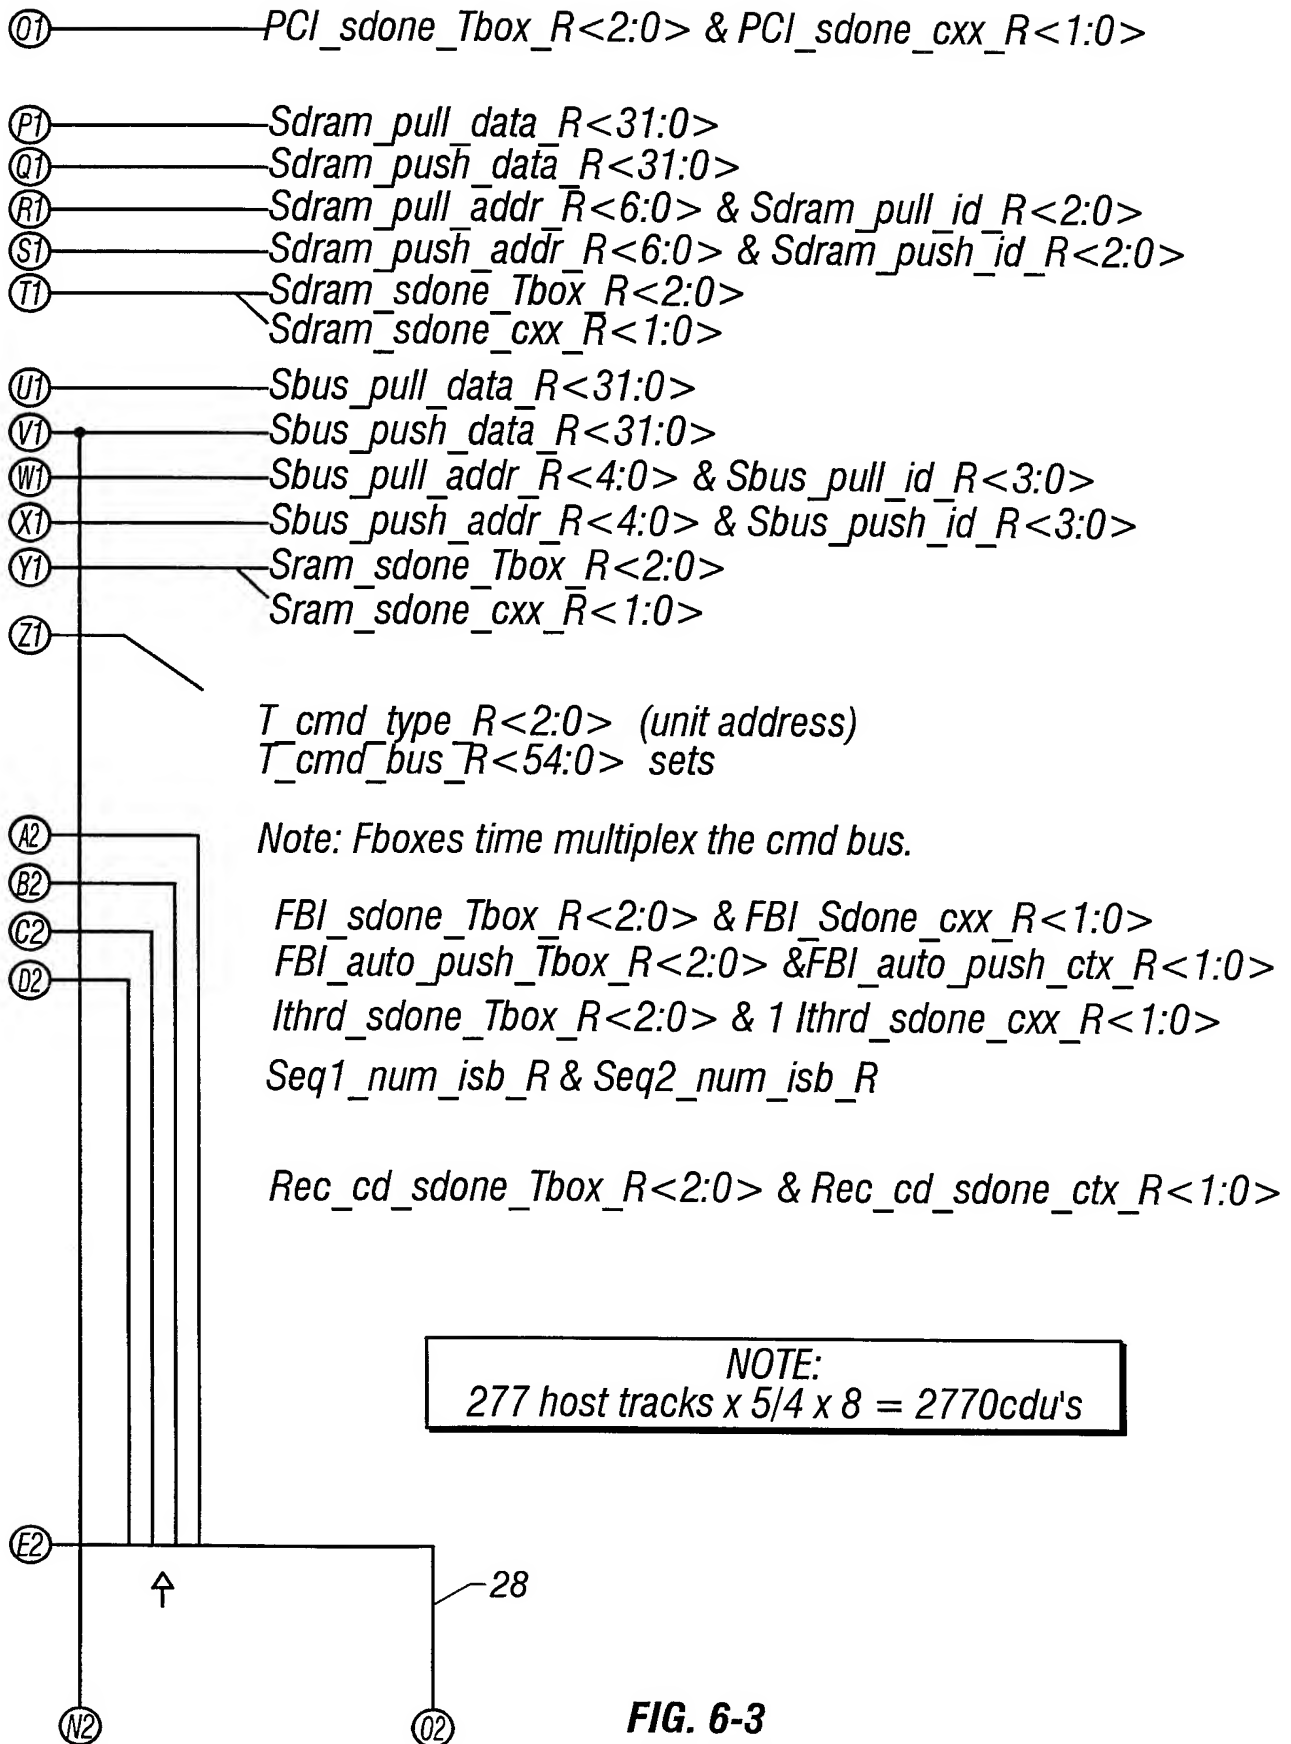 O1 PCI_sdone_Tbox_R<2:0> & PCI_sdone_cxx_R<1:0>
P1 Sdram_pull_data_R<31:0>
Q1 Sdram_push_data_R<31:0>
R1 Sdram_pull_addr_R<6:0> & Sdram_pull_id_R<2:0>
S1 Sdram_push_addr_R<6:0> & Sdram_push_id_R<2:0>
T1 Sdram_sdone_Tbox_R<2:0>
Sdram_sdone_cxx_R<1:0>
U1 Sbus_pull_data_R<31:0>
V1 Sbus_push_data_R<31:0>
W1 Sbus_pull_addr_R<4:0> & Sbus_pull_id_R<3:0>
X1 Sbus_push_addr_R<4:0> & Sbus_push_id_R<3:0>
Y1 Sram_sdone_Tbox_R<2:0>
Sram_sdone_cxx_R<1:0>
Z1
T_cmd_type_R<2:0> (unit address)
T_cmd_bus_R<54:0> sets
A2 Note: Fboxes time multiplex the cmd bus.
B2
FBI_sdone_Tbox_R<2:0> & FBI_Sdone_cxx_R<1:0>
C2
FBI_auto_push_Tbox_R<2:0> &FBI_auto_push_ctx_R<1:0>
D2
Ithrd_sdone_Tbox_R<2:0> & 1 Ithrd_sdone_cxx_R<1:0>
Seq1_num_isb_R & Seq2_num_isb_R
Rec_cd_sdone_Tbox_R<2:0> & Rec_cd_sdone_ctx_R<1:0>
NOTE:
277 host tracks x 5/4 x 8 = 2770cdu's
E2
28
N2 O2 FIG. 6-3